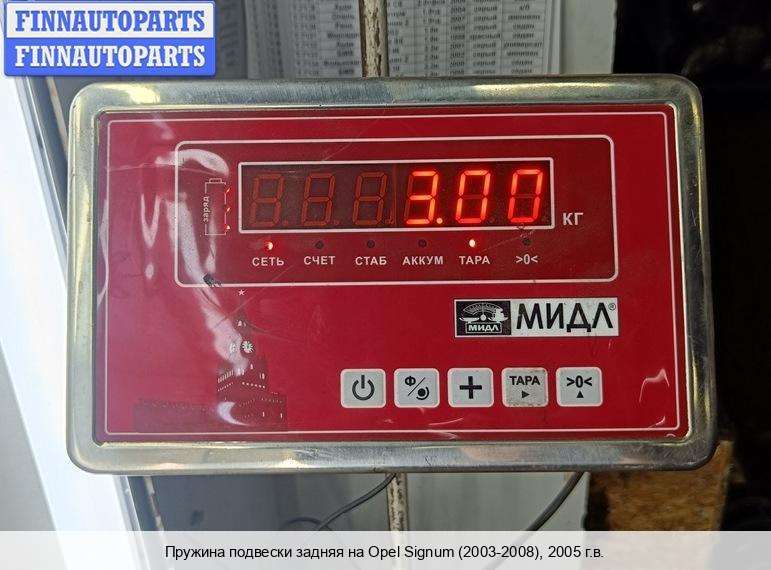 FINNAUTOPARTS
FINNAUTOPARTS
заряд
3.00
КГ
СЕТЬ СЧЕТ СТАБ АККУМ ТАРА >0<
МИДЛ МИДЛ®
Ф/ + ТАРА >0<
Пружина подвески задняя на Opel Signum (2003-2008), 2005 г.в.